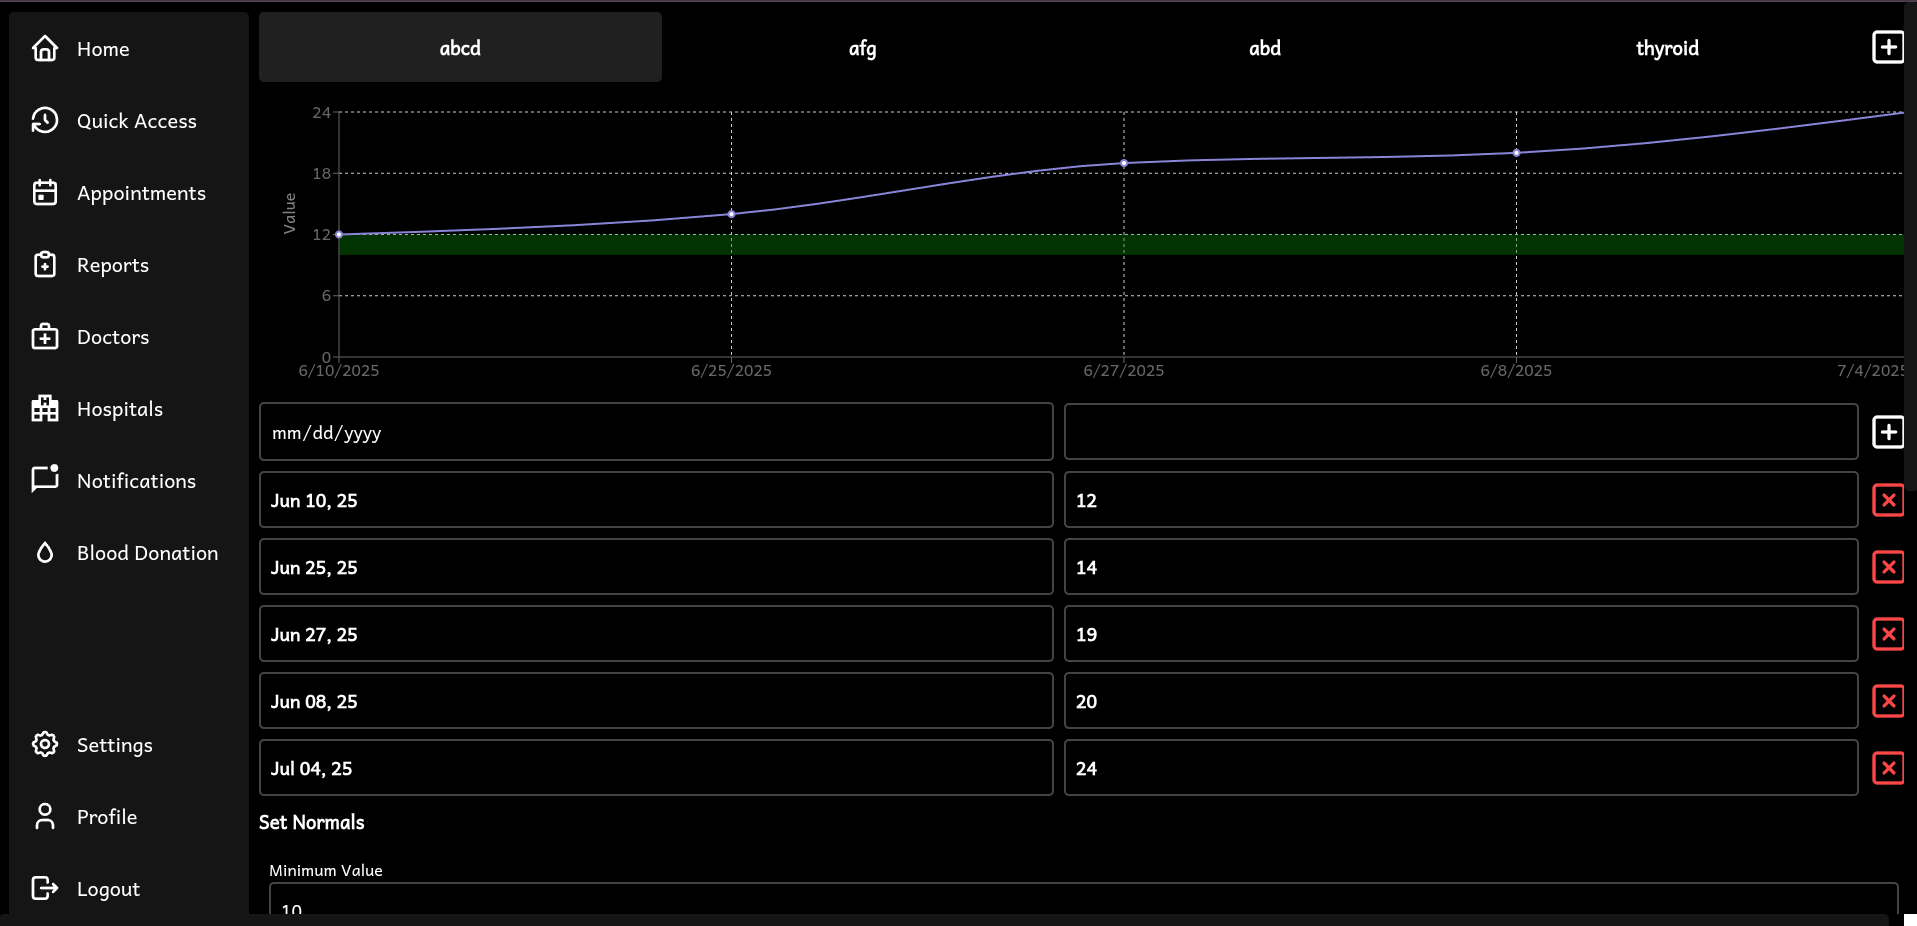 Home
Quick Access
Appointments
Reports
Doctors
Hospitals
Notifications
Blood Donation
Settings
Profile
Logout
abcd afg abd thyroid
24
18
12
6
0
Value
6/10/2025 6/25/2025 6/27/2025 6/8/2025 7/4/2025
mm/dd/yyyy
Jun 10, 25 12
Jun 25, 25 14
Jun 27, 25 19
Jun 08, 25 20
Jul 04, 25 24
Set Normals
Minimum Value
10